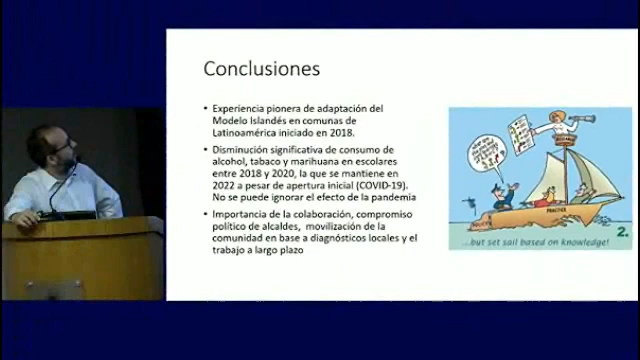 Conclusiones
• Experiencia pionera de adaptación del
Modelo Islandés en comunas de
Latinoamérica iniciado en 2018.
• Disminución significativa de consumo de
alcohol, tabaco y marihuana en escolares
entre 2018 y 2020, la que se mantiene en
2022 a pesar de apertura inicial (COVID-19).
No se puede ignorar el efecto de la pandemia
• Importancia de la colaboración, compromiso
político de alcaldes, movilización de la
comunidad en base a diagnósticos locales y el
trabajo a largo plazo
PRACTICE
2.
...but set sail based on knowledge!